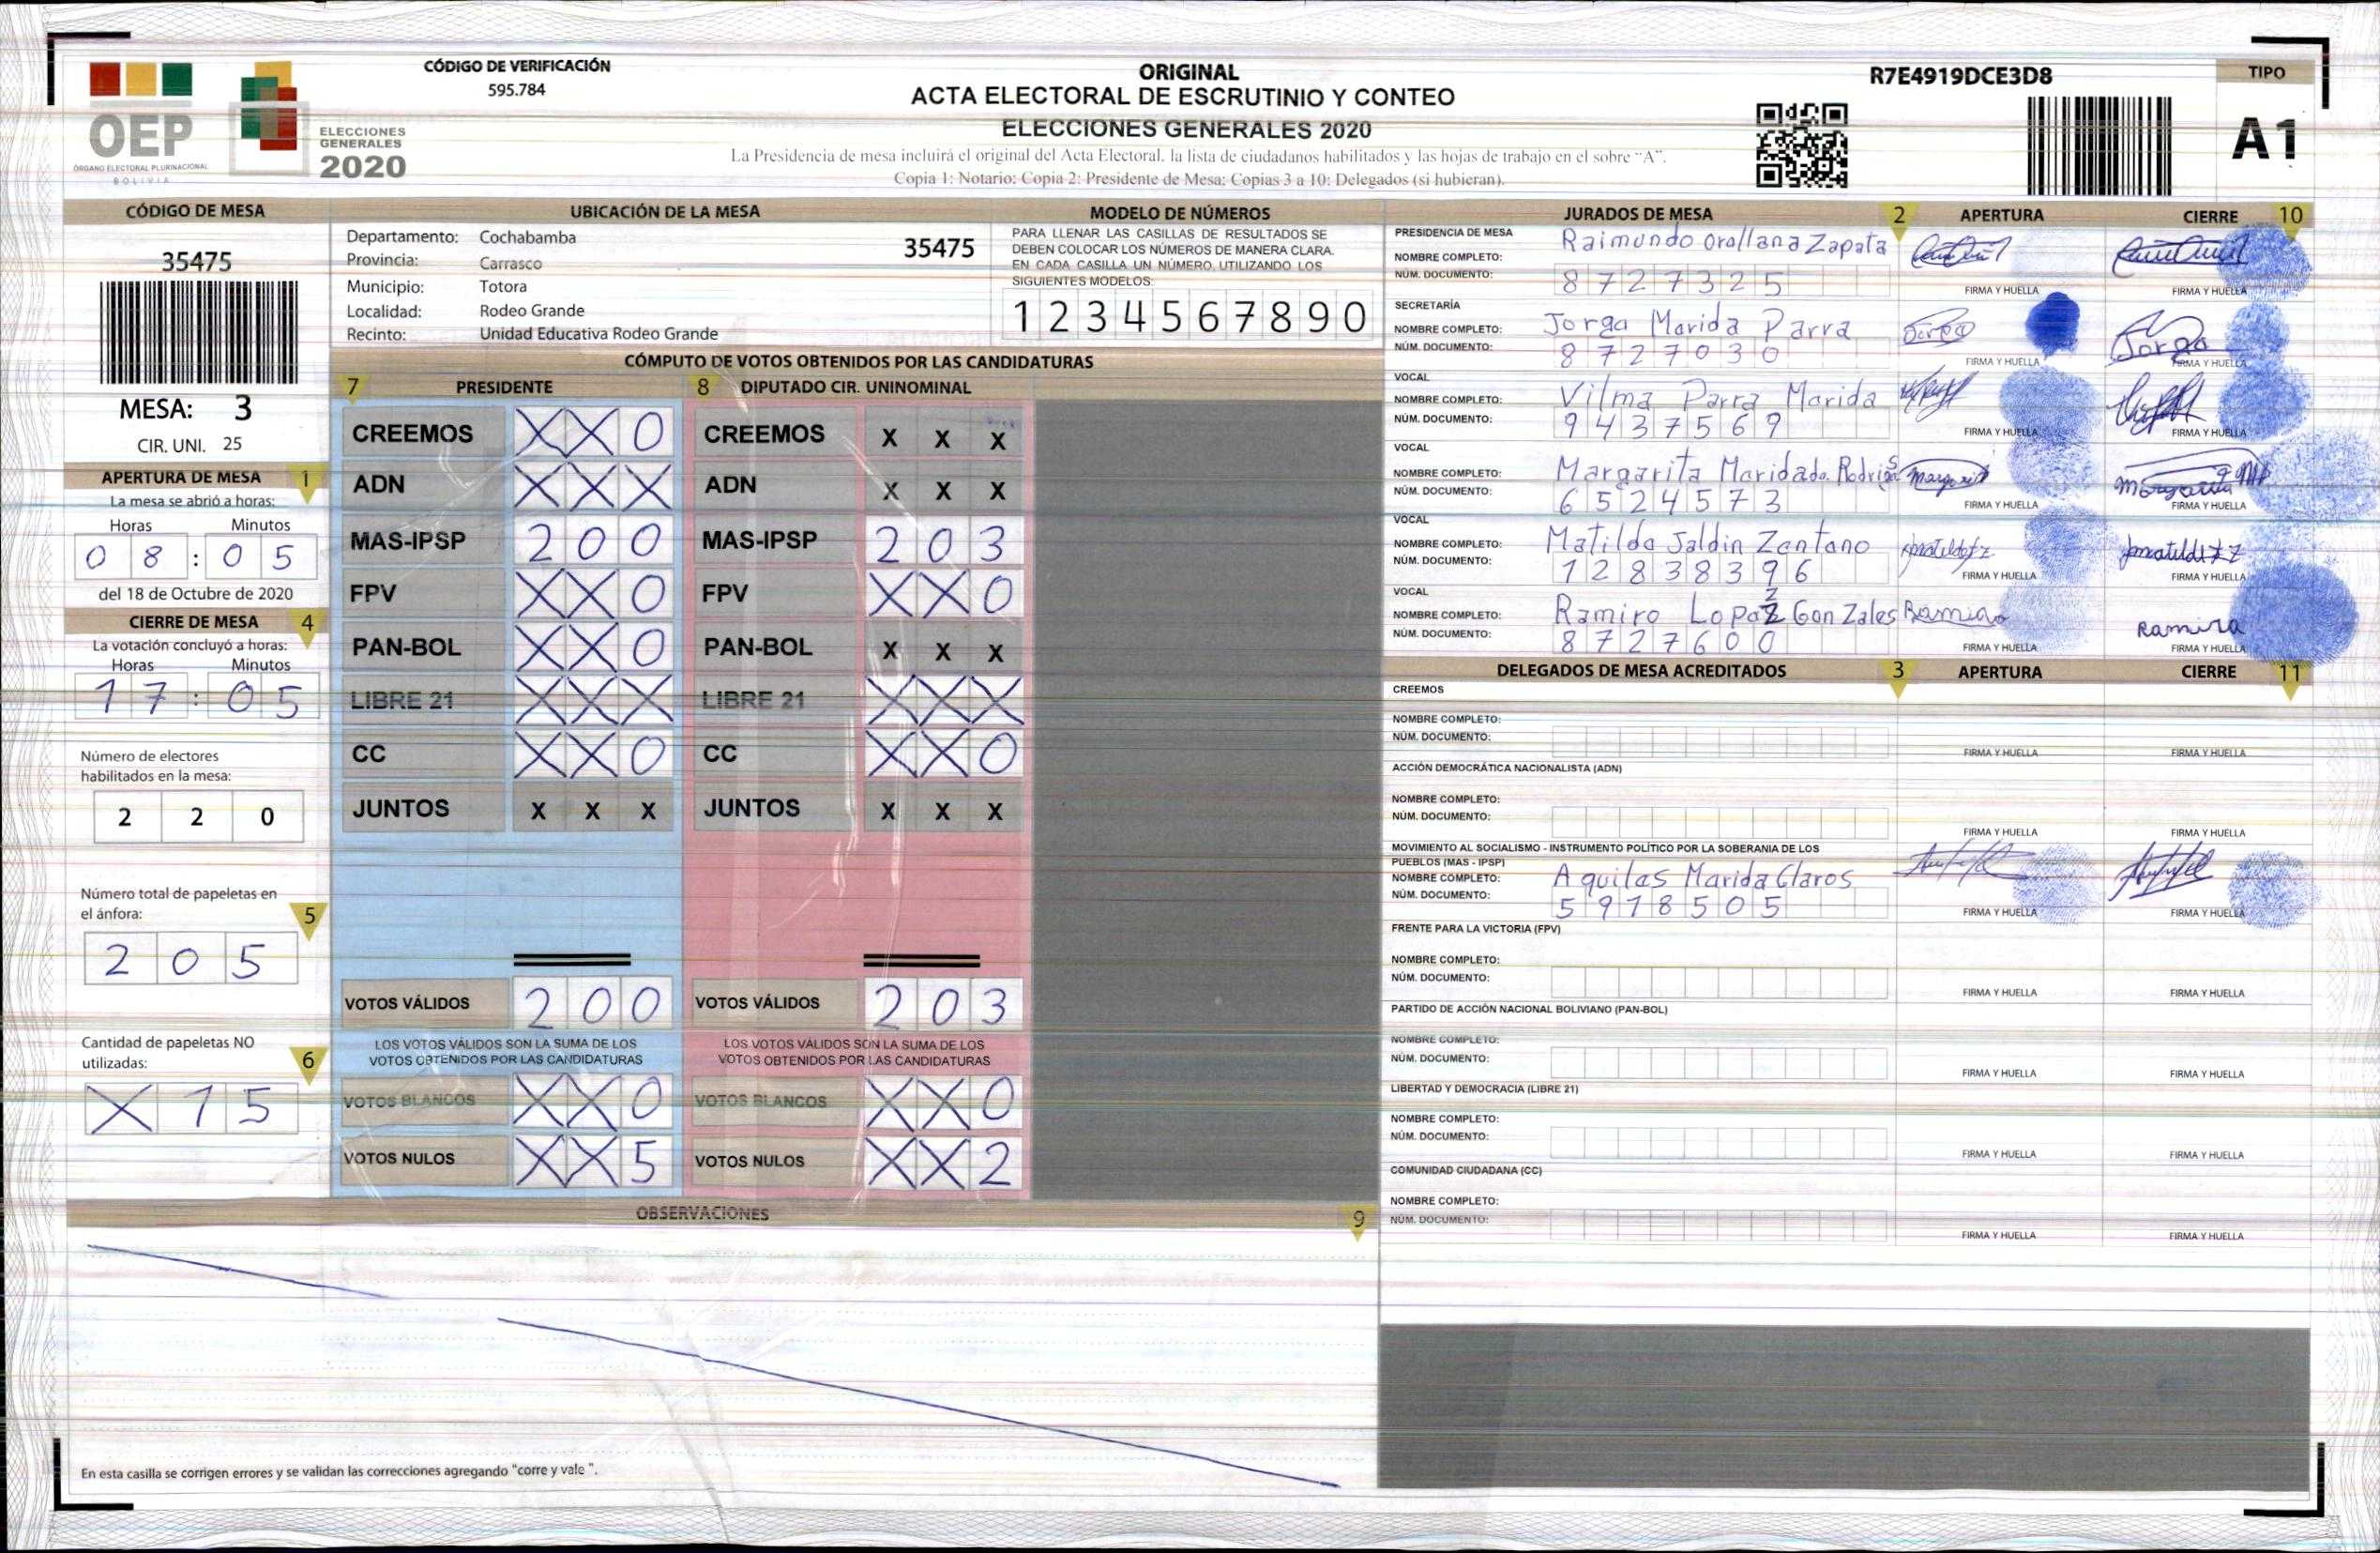 CÓDIGO DE VERIFICACIÓN
595.784
OEP
ÓRGANO ELECTORAL PLURINACIONAL
BOLIVIA
ELECCIONES
GENERALES
2020
ORIGINAL
ACTA ELECTORAL DE ESCRUTINIO Y CONTEO
ELECCIONES GENERALES 2020
La Presidencia de mesa incluirá el original del Acta Electoral, la lista de ciudadanos habilitados y las hojas de trabajo en el sobre "A".
Copia 1: Notario; Copia 2: Presidente de Mesa; Copias 3 a 10: Delegados (si hubieran).
R7E4919DCE3D8
TIPO
A1
CÓDIGO DE MESA
35475
MESA: 3
CIR. UNI. 25
APERTURA DE MESA 1
La mesa se abrió a horas:
Horas Minutos
0 8 : 0 5
del 18 de Octubre de 2020
CIERRE DE MESA 4
La votación concluyó a horas:
Horas Minutos
1 7 : 0 5
Número de electores
habilitados en la mesa:
2 2 0
Número total de papeletas en
el ánfora: 5
2 0 5
Cantidad de papeletas NO
utilizadas: 6
X 1 5
UBICACIÓN DE LA MESA
Departamento: Cochabamba 35475
Provincia: Carrasco
Municipio: Totora
Localidad: Rodeo Grande
Recinto: Unidad Educativa Rodeo Grande
MODELO DE NÚMEROS
PARA LLENAR LAS CASILLAS DE RESULTADOS SE
DEBEN COLOCAR LOS NÚMEROS DE MANERA CLARA.
EN CADA CASILLA UN NÚMERO, UTILIZANDO LOS
SIGUIENTES MODELOS:
1 2 3 4 5 6 7 8 9 0
CÓMPUTO DE VOTOS OBTENIDOS POR LAS CANDIDATURAS
7 PRESIDENTE 8 DIPUTADO CIR. UNINOMINAL
CREEMOS X X 0 CREEMOS X X X
ADN X X X ADN X X X
MAS-IPSP 2 0 0 MAS-IPSP 2 0 3
FPV X X 0 FPV X X 0
PAN-BOL X X 0 PAN-BOL X X X
LIBRE 21 X X X LIBRE 21 X X X
CC X X 0 CC X X 0
JUNTOS X X X JUNTOS X X X
VOTOS VÁLIDOS 2 0 0 VOTOS VÁLIDOS 2 0 3
LOS VOTOS VÁLIDOS SON LA SUMA DE LOS LOS VOTOS VÁLIDOS SON LA SUMA DE LOS
VOTOS OBTENIDOS POR LAS CANDIDATURAS VOTOS OBTENIDOS POR LAS CANDIDATURAS
VOTOS BLANCOS X X 0 VOTOS BLANCOS X X 0
VOTOS NULOS X X 5 VOTOS NULOS X X 2
OBSERVACIONES 9
En esta casilla se corrigen errores y se validan las correcciones agregando "corre y vale ".
JURADOS DE MESA 2 APERTURA CIERRE 10
PRESIDENCIA DE MESA
NOMBRE COMPLETO: Raimundo Orollana Zapata
NÚM. DOCUMENTO: 8727325
FIRMA Y HUELLA FIRMA Y HUELLA
SECRETARÍA
NOMBRE COMPLETO: Jorga Marida Parra
NÚM. DOCUMENTO: 8727030
Jorga
FIRMA Y HUELLA FIRMA Y HUELLA
VOCAL
NOMBRE COMPLETO: Vilma Parra Marida
NÚM. DOCUMENTO: 9437569
FIRMA Y HUELLA FIRMA Y HUELLA
VOCAL
NOMBRE COMPLETO: Margarita Maridado
NÚM. DOCUMENTO: 6524573
FIRMA Y HUELLA FIRMA Y HUELLA
VOCAL
NOMBRE COMPLETO: Matilda Jaldin Zantano
NÚM. DOCUMENTO: 12838396
FIRMA Y HUELLA FIRMA Y HUELLA
VOCAL
NOMBRE COMPLETO: Ramiro Lopaz GonZales Ramiro Ramira
NÚM. DOCUMENTO: 8727600
FIRMA Y HUELLA FIRMA Y HUELLA
DELEGADOS DE MESA ACREDITADOS 3 APERTURA CIERRE 11
CREEMOS
NOMBRE COMPLETO:
NÚM. DOCUMENTO:
FIRMA Y HUELLA FIRMA Y HUELLA
ACCIÓN DEMOCRÁTICA NACIONALISTA (ADN)
NOMBRE COMPLETO:
NÚM. DOCUMENTO:
FIRMA Y HUELLA FIRMA Y HUELLA
MOVIMIENTO AL SOCIALISMO - INSTRUMENTO POLÍTICO POR LA SOBERANIA DE LOS
PUEBLOS (MAS - IPSP)
NOMBRE COMPLETO: Aquilas Marida Claros
NÚM. DOCUMENTO: 5978505
FIRMA Y HUELLA FIRMA Y HUELLA
FRENTE PARA LA VICTORIA (FPV)
NOMBRE COMPLETO:
NÚM. DOCUMENTO:
FIRMA Y HUELLA FIRMA Y HUELLA
PARTIDO DE ACCIÓN NACIONAL BOLIVIANO (PAN-BOL)
NOMBRE COMPLETO:
NÚM. DOCUMENTO:
FIRMA Y HUELLA FIRMA Y HUELLA
LIBERTAD Y DEMOCRACIA (LIBRE 21)
NOMBRE COMPLETO:
NÚM. DOCUMENTO:
FIRMA Y HUELLA FIRMA Y HUELLA
COMUNIDAD CIUDADANA (CC)
NOMBRE COMPLETO:
NÚM. DOCUMENTO:
FIRMA Y HUELLA FIRMA Y HUELLA